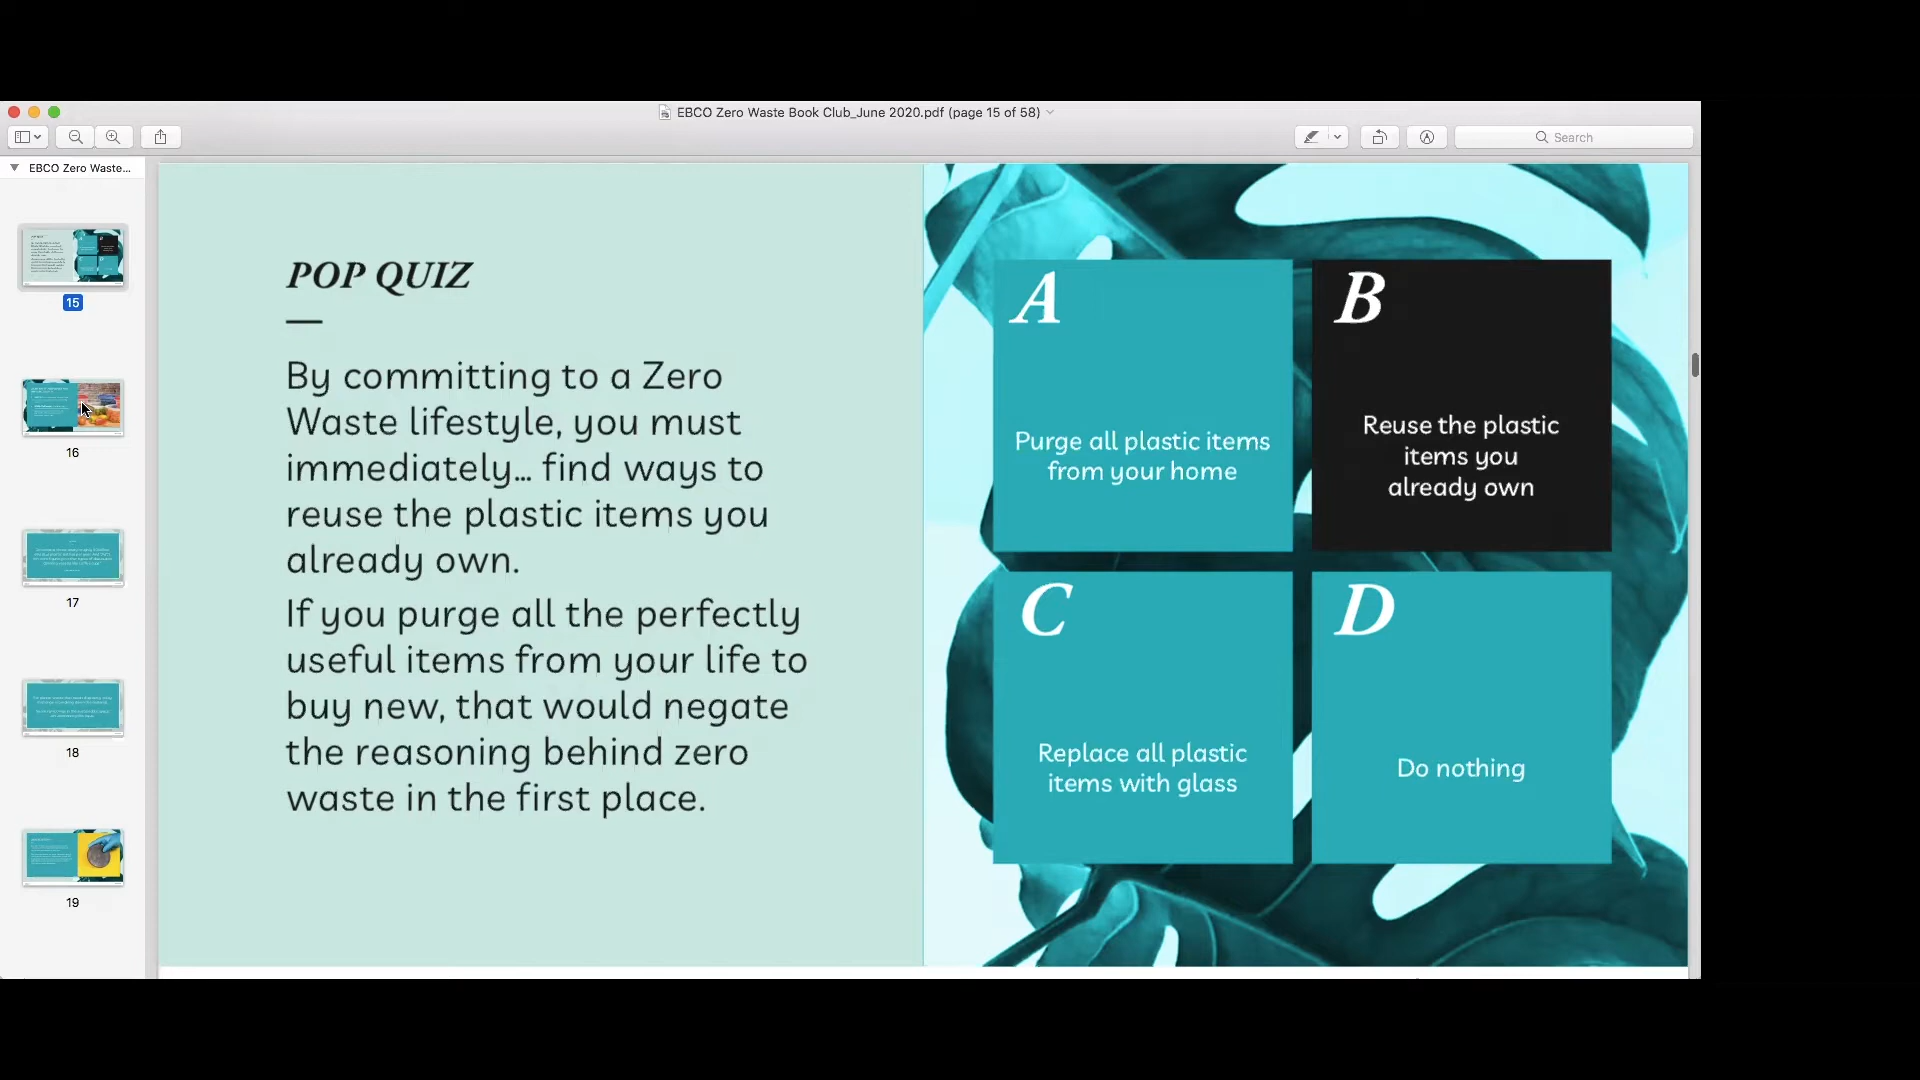 EBCO Zero Waste Book Club_June 2020.pdf (page 15 of 58)
Search
EBCO Zero Waste...
15
16
17
18
19
POP QUIZ
By committing to a Zero
Waste lifestyle, you must
immediately... find ways to
reuse the plastic items you
already own.
If you purge all the perfectly
useful items from your life to
buy new, that would negate
the reasoning behind zero
waste in the first place.
A
Purge all plastic items
from your home
B
Reuse the plastic
items you
already own
C
Replace all plastic
items with glass
D
Do nothing